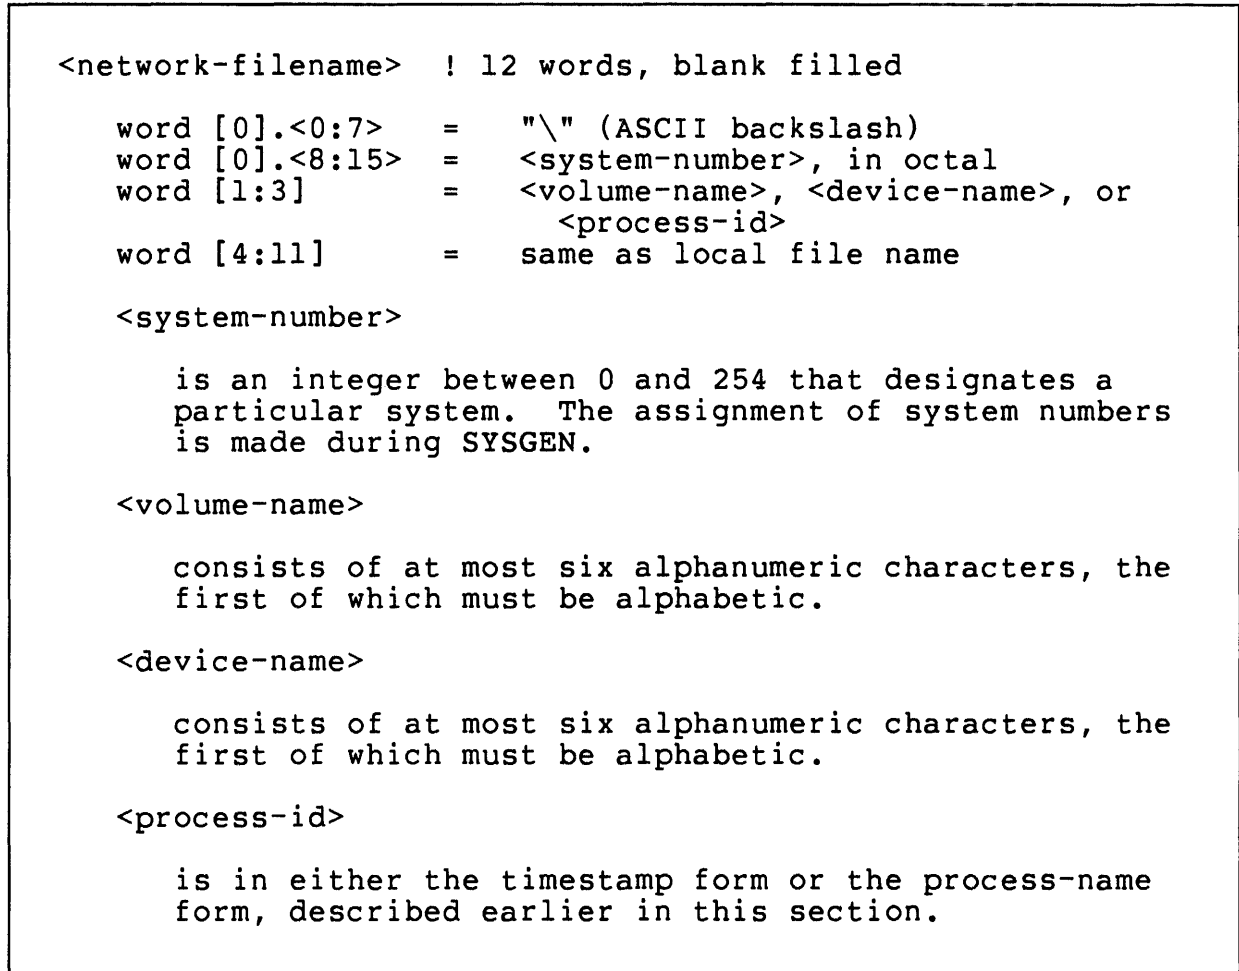 <network-filename>  ! 12 words, blank filled
word [0].<0:7>   =   "\" (ASCII backslash)
word [0].<8:15>  =   <system-number>, in octal
word [1:3]       =   <volume-name>, <device-name>, or
<process-id>
word [4:11]      =   same as local file name
<system-number>
is an integer between 0 and 254 that designates a
particular system.  The assignment of system numbers
is made during SYSGEN.
<volume-name>
consists of at most six alphanumeric characters, the
first of which must be alphabetic.
<device-name>
consists of at most six alphanumeric characters, the
first of which must be alphabetic.
<process-id>
is in either the timestamp form or the process-name
form, described earlier in this section.